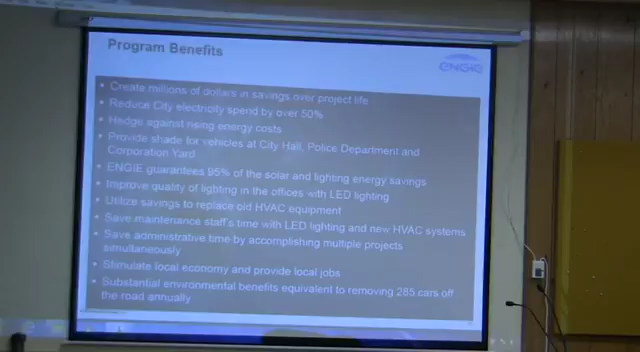 Program Benefits
ENGIE
• Create millions of dollars in savings over project life
• Reduce City electricity spend by over 50%
• Hedge against rising energy costs
• Provide shade for vehicles at City Hall, Police Department and
Corporation Yard
• ENGIE guarantees 95% of the solar and lighting energy savings
• Improve quality of lighting in the offices with LED lighting
• Utilize savings to replace old HVAC equipment
• Save maintenance staff's time with LED lighting and new HVAC systems
• Save administrative time by accomplishing multiple projects
simultaneously
• Stimulate local economy and provide local jobs
• Substantial environmental benefits equivalent to removing 285 cars off
the road annually